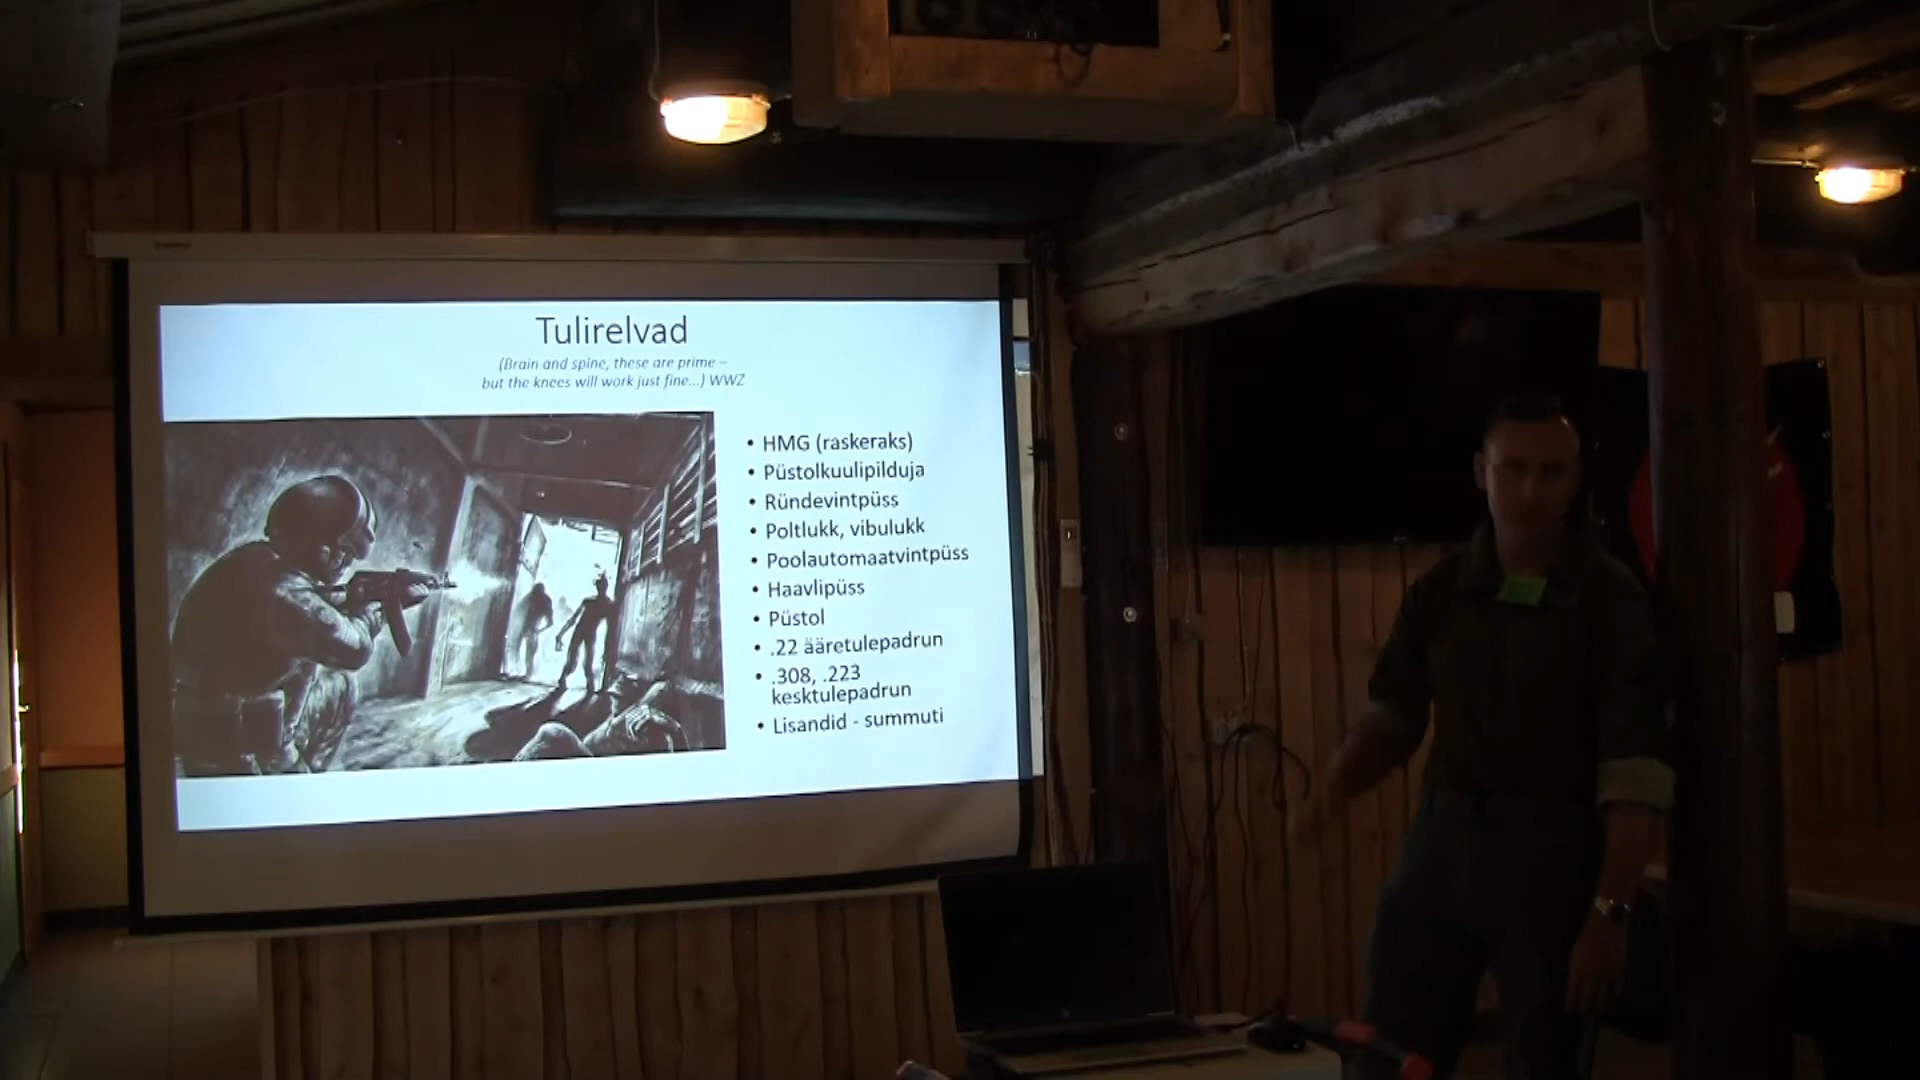 Tulirelvad
(Brain and spine, these are prime –
but the knees will work just fine...) WWZ
• HMG (raskeraks)
• Püstolkuulipilduja
• Ründevintpüss
• Poltlukk, vibulukk
• Poolautomaatvintpüss
• Haavlipüss
• Püstol
• .22 ääretulepadrun
• .308, .223
kesktulepadrun
• Lisandid - summuti